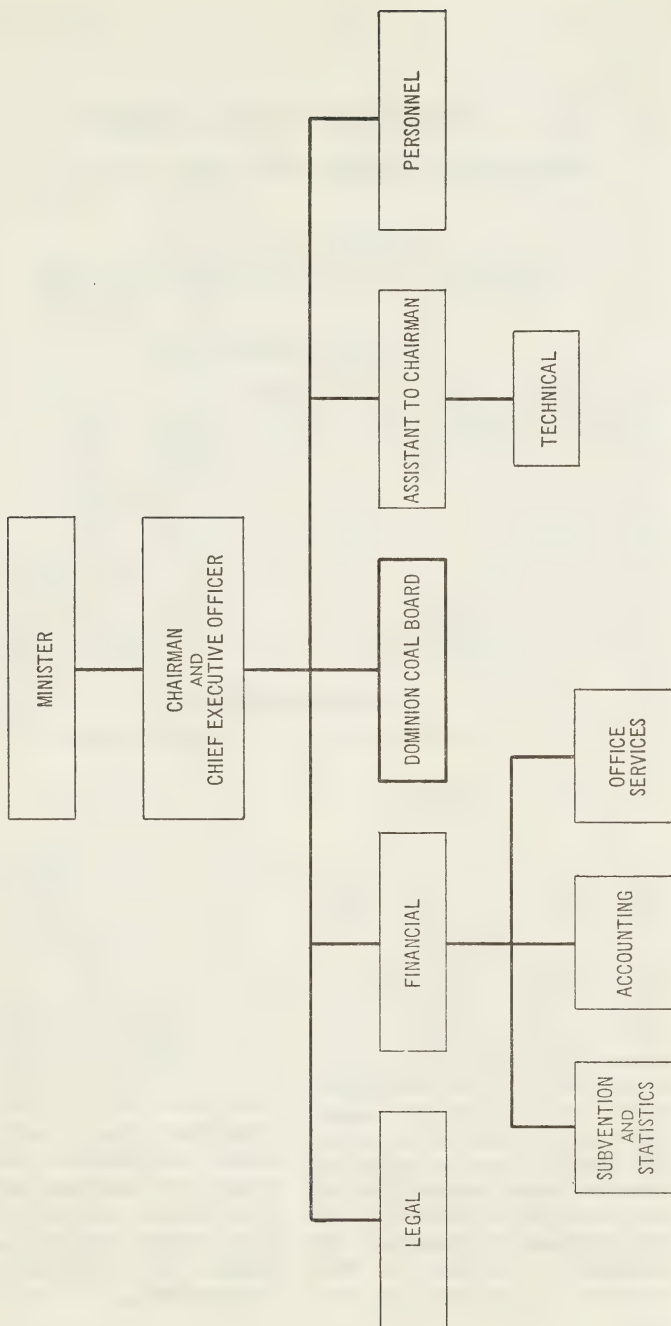 MINISTER
CHAIRMAN
AND
CHIEF EXECUTIVE OFFICER
LEGAL
FINANCIAL
DOMINION COAL BOARD
ASSISTANT TO CHAIRMAN
PERSONNEL
SUBVENTION
AND
STATISTICS
ACCOUNTING
OFFICE
SERVICES
TECHNICAL